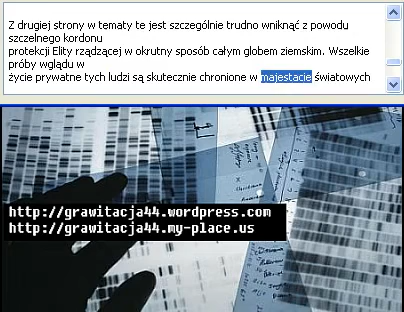 Z drugiej strony w tematy te jest szczególnie trudno wniknąć z powodu
szczelnego kordonu
protekcji Elity rządzącej w okrutny sposób całym globem ziemskim. Wszelkie
próby wglądu w
życie prywatne tych ludzi są skutecznie chronione w majestacie światowych
http://grawitacja44.wordpress.com
http://grawitacja44.my-place.us